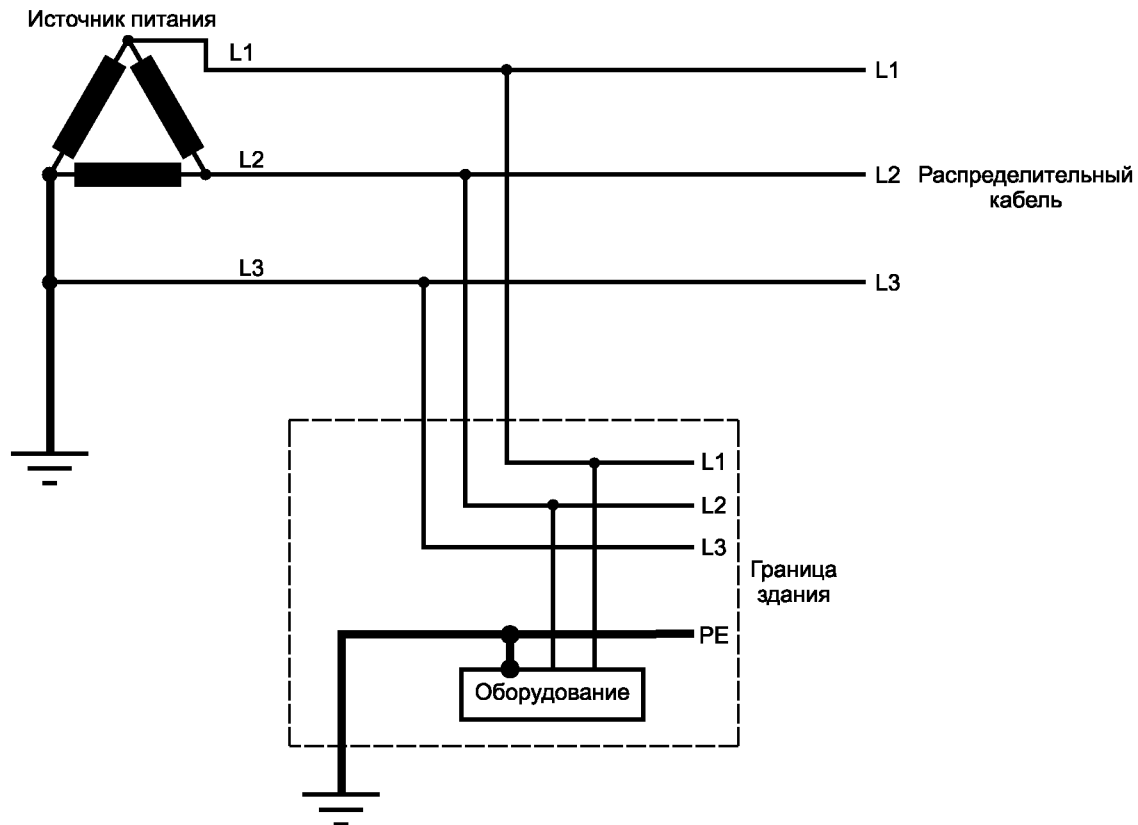 Источник питания
L1
L1
L2
L2
Распределительный
кабель
L3
L3
L1
L2
L3
Граница
здания
PE
Оборудование